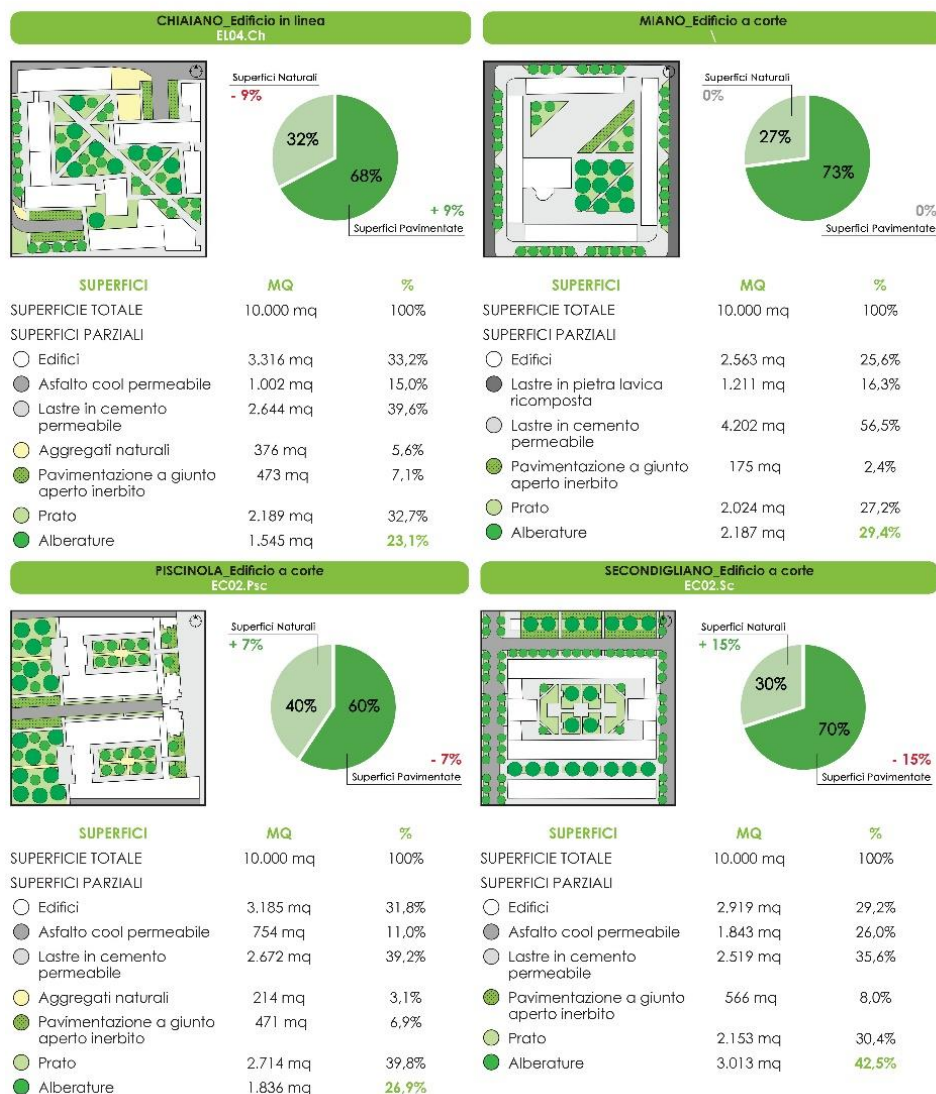 CHIAIANO_Edificio in linea
EL04.Ch
Superfici Naturali
- 9%
32%
68%
+ 9%
Superfici Pavimentate
SUPERFICI MQ %
SUPERFICIE TOTALE 10.000 mq 100%
SUPERFICI PARZIALI
Edifici 3.316 mq 33,2%
Asfalto cool permeabile 1.002 mq 15,0%
Lastre in cemento 2.644 mq 39,6%
permeabile
Aggregati naturali 376 mq 5,6%
Pavimentazione a giunto 473 mq 7,1%
aperto inerbito
Prato 2.189 mq 32,7%
Alberature 1.545 mq 23,1%
MIANO_Edificio a corte
\
Superfici Naturali
0%
27%
73%
0%
Superfici Pavimentate
SUPERFICI MQ %
SUPERFICIE TOTALE 10.000 mq 100%
SUPERFICI PARZIALI
Edifici 2.563 mq 25,6%
Lastre in pietra lavica 1.211 mq 16,3%
ricomposta
Lastre in cemento 4.202 mq 56,5%
permeabile
Pavimentazione a giunto 175 mq 2,4%
aperto inerbito
Prato 2.024 mq 27,2%
Alberature 2.187 mq 29,4%
PISCINOLA_Edificio a corte
EC02.Psc
Superfici Naturali
+ 7%
40%
60%
- 7%
Superfici Pavimentate
SUPERFICI MQ %
SUPERFICIE TOTALE 10.000 mq 100%
SUPERFICI PARZIALI
Edifici 3.185 mq 31,8%
Asfalto cool permeabile 754 mq 11,0%
Lastre in cemento 2.672 mq 39,2%
permeabile
Aggregati naturali 214 mq 3,1%
Pavimentazione a giunto 471 mq 6,9%
aperto inerbito
Prato 2.714 mq 39,8%
Alberature 1.836 mq 26,9%
SECONDIGLIANO_Edificio a corte
EC02.Sc
Superfici Naturali
+ 15%
30%
70%
- 15%
Superfici Pavimentate
SUPERFICI MQ %
SUPERFICIE TOTALE 10.000 mq 100%
SUPERFICI PARZIALI
Edifici 2.919 mq 29,2%
Asfalto cool permeabile 1.843 mq 26,0%
Lastre in cemento 2.519 mq 35,6%
permeabile
Pavimentazione a giunto 566 mq 8,0%
aperto inerbito
Prato 2.153 mq 30,4%
Alberature 3.013 mq 42,5%